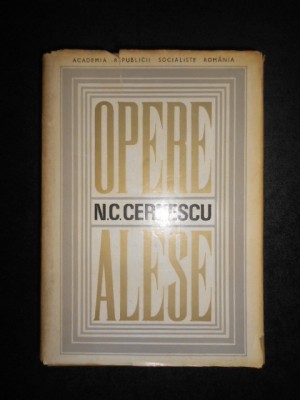 ACADEMIA REPUBLICII SOCIALISTE ROMÂNIA
OPERE
N.C.CERNESCU
ALESE